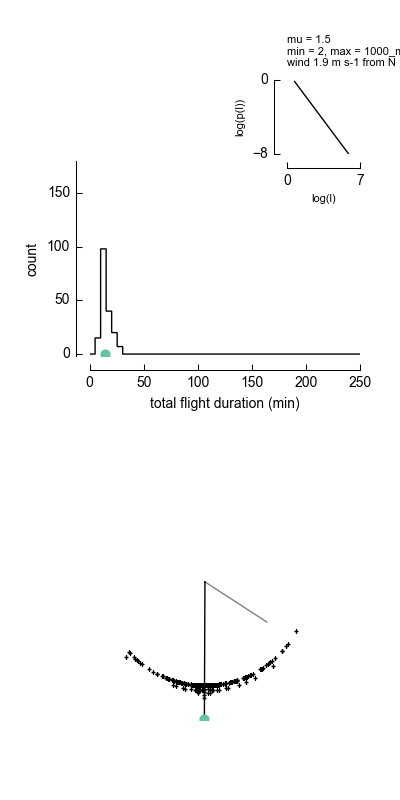 mu = 1.5
min = 2, max = 1000_m
wind 1.9 m s-1 from N
0
log(p(l))
−8
0 7
log(l)
150
100
count
50
0
0 50 100 150 200 250
total flight duration (min)